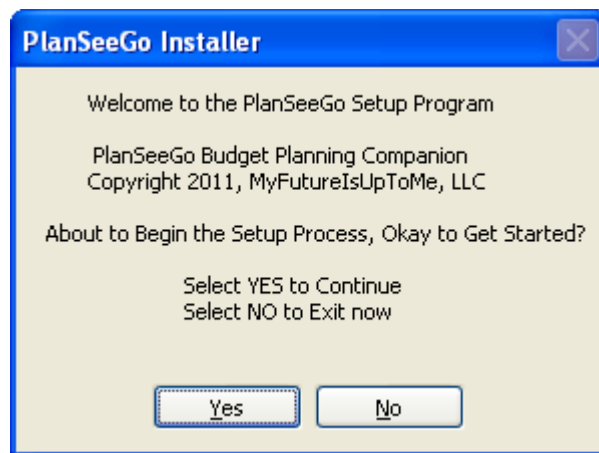 PlanSeeGo Installer
Welcome to the PlanSeeGo Setup Program
PlanSeeGo Budget Planning Companion
Copyright 2011, MyFutureIsUpToMe, LLC
About to Begin the Setup Process, Okay to Get Started?
Select YES to Continue
Select NO to Exit now
Yes
No